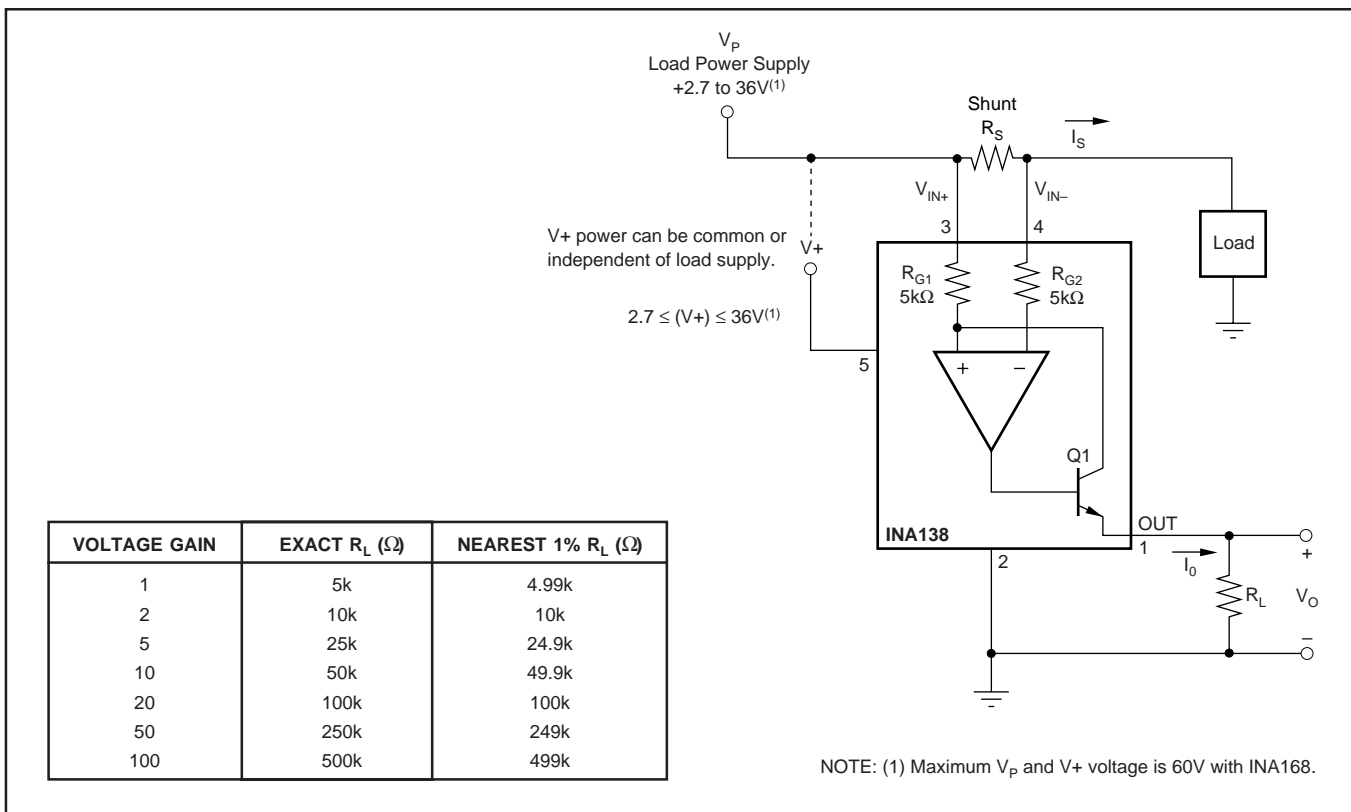 V_P
Load Power Supply
+2.7 to 36V(1)
Shunt
R_S
I_S
V_IN+
V_IN–
3
4
V+ power can be common or
independent of load supply.
V+
2.7 ≤ (V+) ≤ 36V(1)
5
R_G1
5kΩ
R_G2
5kΩ
Load
+
–
Q1
INA138
OUT
1
2
I_0
R_L
+
V_O
–
VOLTAGE GAIN EXACT R_L (Ω) NEAREST 1% R_L (Ω)
1 5k 4.99k
2 10k 10k
5 25k 24.9k
10 50k 49.9k
20 100k 100k
50 250k 249k
100 500k 499k
NOTE: (1) Maximum V_P and V+ voltage is 60V with INA168.